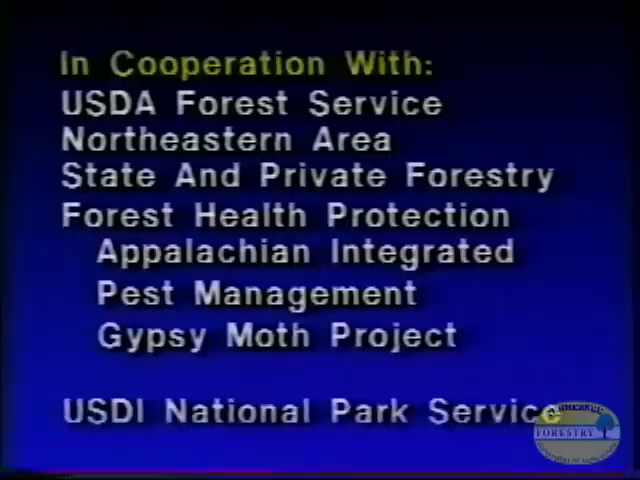 In Cooperation With:
USDA Forest Service
Northeastern Area
State And Private Forestry
Forest Health Protection
Appalachian Integrated
Pest Management
Gypsy Moth Project
USDI National Park Service
FORESTRY